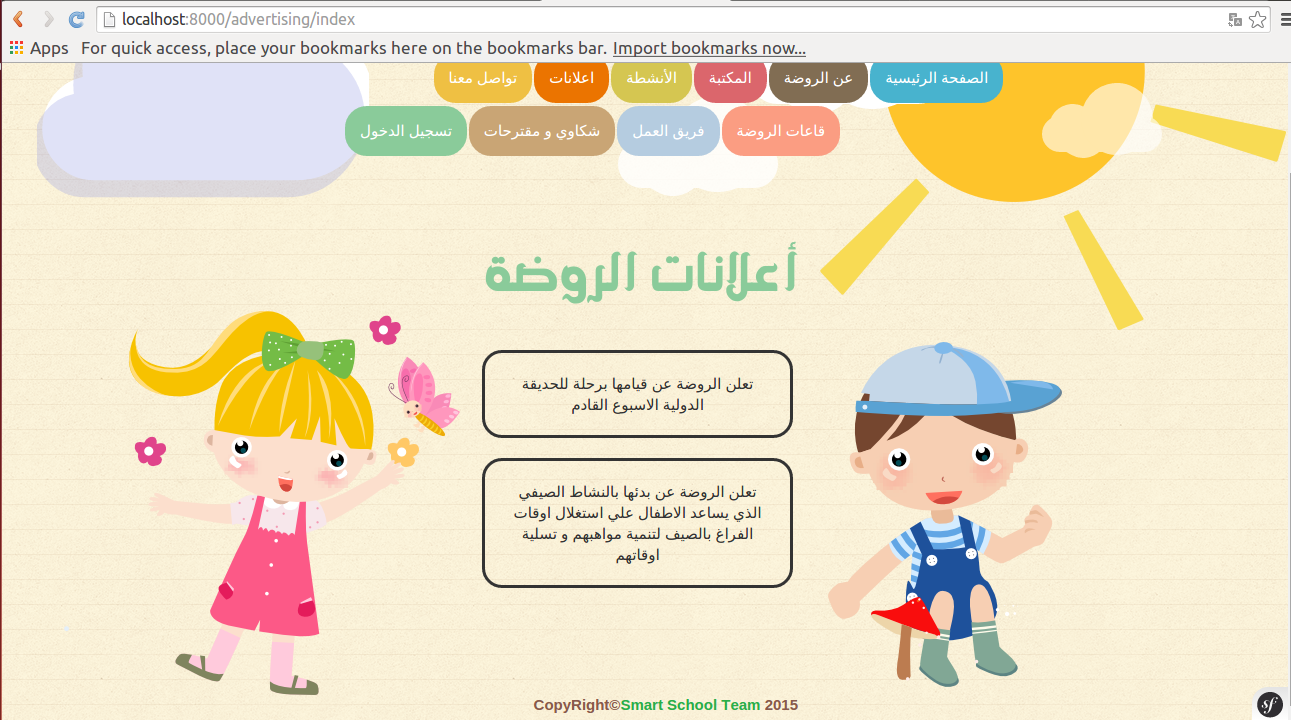 localhost:8000/advertising/index
Apps For quick access, place your bookmarks here on the bookmarks bar. Import bookmarks now...
الصفحة الرئيسية عن الروضة المكتبة الأنشطة اعلانات تواصل معنا
قاعات الروضة فريق العمل شكاوي و مقترحات تسجيل الدخول
أعلانات الروضة
تعلن الروضة عن قيامها برحلة للحديقة
الدولية الاسبوع القادم
تعلن الروضة عن بدئها بالنشاط الصيفي
الذي يساعد الاطفال علي استغلال اوقات
الفراغ بالصيف لتنمية مواهبهم و تسلية
اوقاتهم
CopyRight©Smart School Team 2015
sf